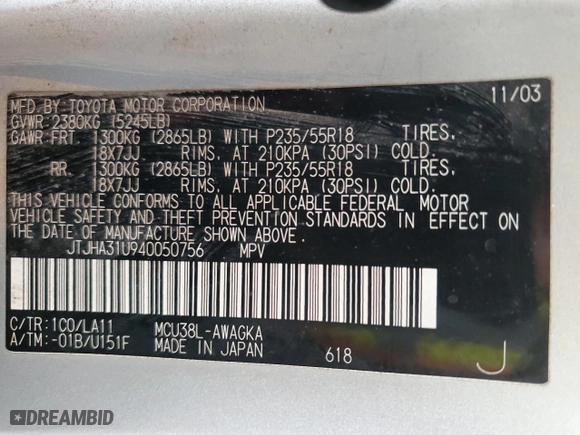 MFD BY TOYOTA MOTOR CORPORATION 11/03
GVWR 2380KG (5245LB)
GAWR FRT. 1300KG (2865LB) WITH P235/55R18 TIRES,
18X7JJ RIMS, AT 210KPA (30PSI) COLD.
RR. 1300KG (2865LB) WITH P235/55R18 TIRES,
18X7JJ RIMS, AT 210KPA (30PSI) COLD.
THIS VEHICLE CONFORMS TO ALL APPLICABLE FEDERAL MOTOR
VEHICLE SAFETY AND THEFT PREVENTION STANDARDS IN EFFECT ON
THE DATE OF MANUFACTURE SHOWN ABOVE.
JTJHA31U940050756 MPV
C/TR:1C0/LA11 MCU38L-AWAGKA
A/TM:-01B/U151F MADE IN JAPAN 618 J
DREAMBID